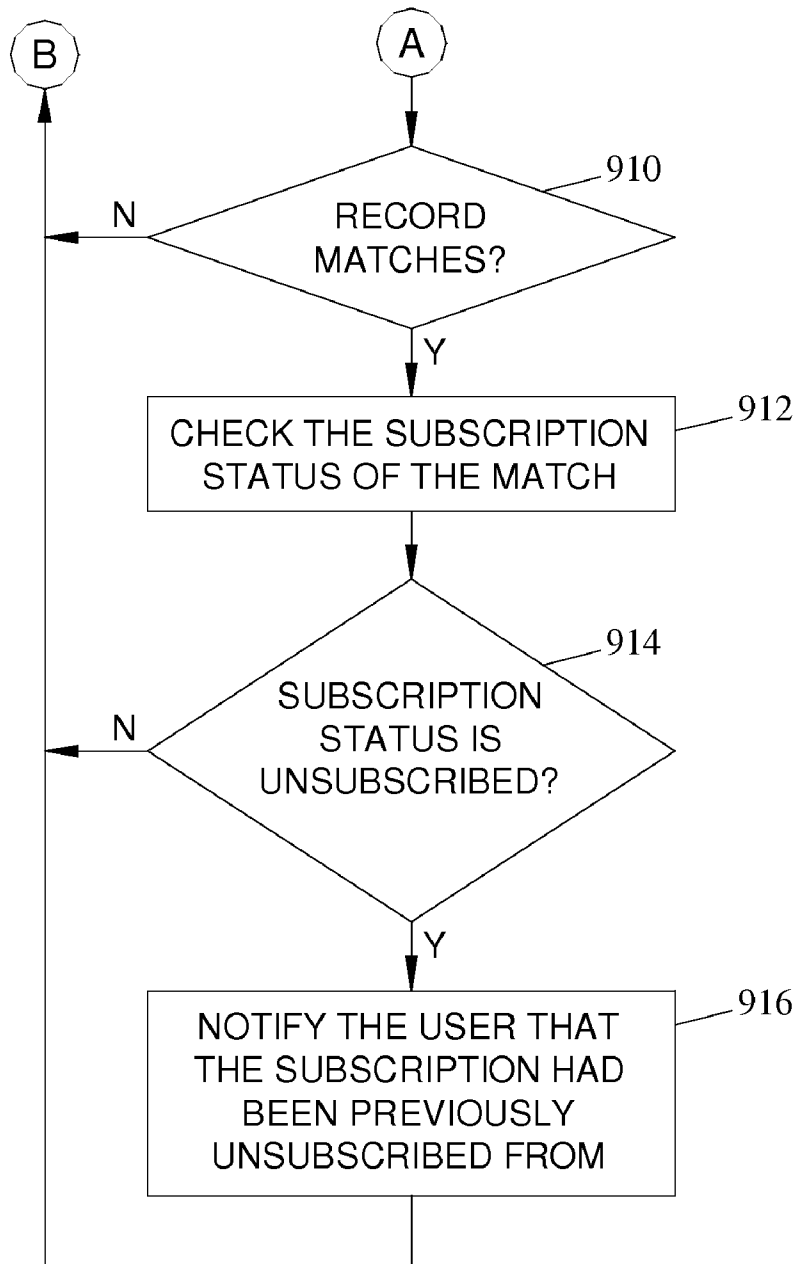 B
A
910
N
RECORD
MATCHES?
Y
912
CHECK THE SUBSCRIPTION
STATUS OF THE MATCH
914
N
SUBSCRIPTION
STATUS IS
UNSUBSCRIBED?
Y
916
NOTIFY THE USER THAT
THE SUBSCRIPTION HAD
BEEN PREVIOUSLY
UNSUBSCRIBED FROM